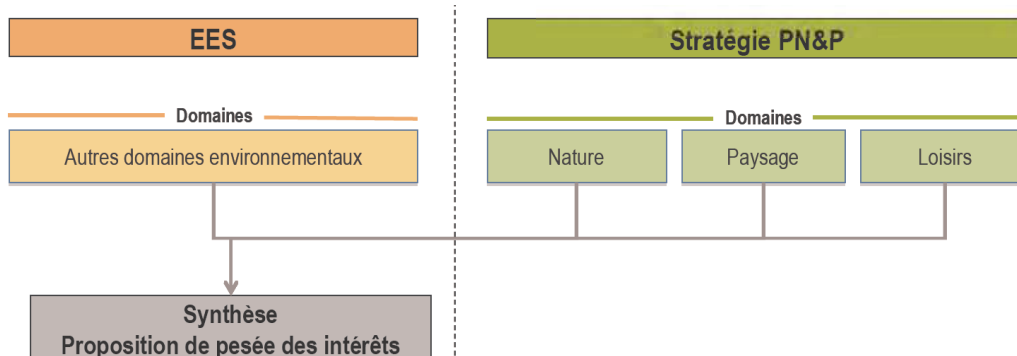 EES
Stratégie PN&P
Domaines
Domaines
Autres domaines environnementaux
Nature
Paysage
Loisirs
Synthèse
Proposition de pesée des intérêts